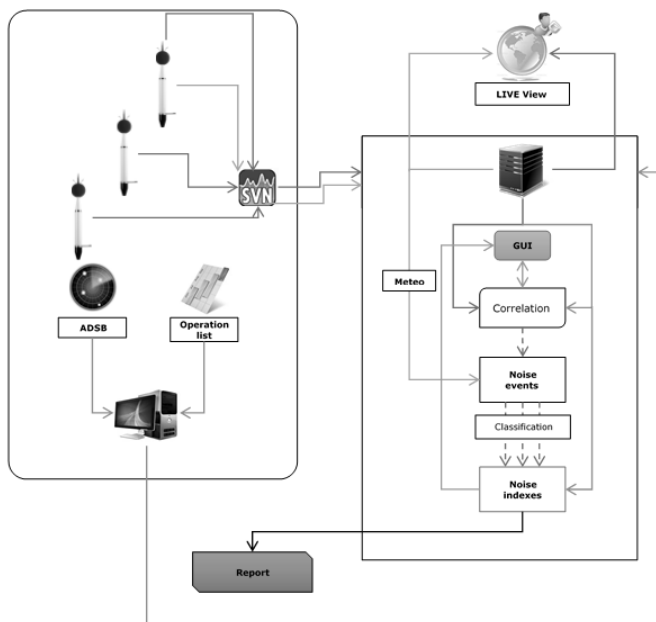 LIVE View
SVN
GUI
Meteo
Correlation
ADSB
Operation
list
Noise
events
Classification
Noise
indexes
Report